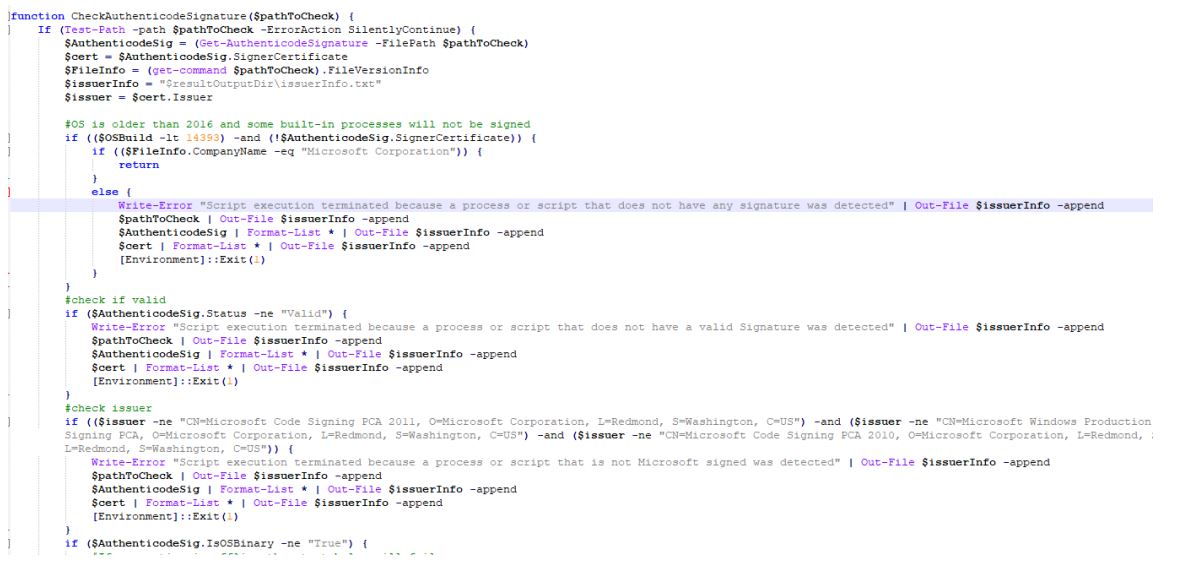 function CheckAuthenticodeSignature($pathToCheck) {
If (Test-Path -path $pathToCheck -ErrorAction SilentlyContinue) {
$AuthenticodeSig = (Get-AuthenticodeSignature -FilePath $pathToCheck)
$cert = $AuthenticodeSig.SignerCertificate
$FileInfo = (get-command $pathToCheck).FileVersionInfo
$issuerInfo = "$resultOutputDir\issuerInfo.txt"
$issuer = $cert.Issuer
#OS is older than 2016 and some built-in processes will not be signed
if (($OSBuild -lt 14393) -and (!$AuthenticodeSig.SignerCertificate)) {
if (($FileInfo.CompanyName -eq "Microsoft Corporation")) {
return
}
else {
Write-Error "Script execution terminated because a process or script that does not have any signature was detected" | Out-File $issuerInfo -append
$pathToCheck | Out-File $issuerInfo -append
$AuthenticodeSig | Format-List * | Out-File $issuerInfo -append
$cert | Format-List * | Out-File $issuerInfo -append
[Environment]::Exit(1)
}
}
#check if valid
if ($AuthenticodeSig.Status -ne "Valid") {
Write-Error "Script execution terminated because a process or script that does not have a valid Signature was detected" | Out-File $issuerInfo -append
$pathToCheck | Out-File $issuerInfo -append
$AuthenticodeSig | Format-List * | Out-File $issuerInfo -append
$cert | Format-List * | Out-File $issuerInfo -append
[Environment]::Exit(1)
}
#check issuer
if (($issuer -ne "CN=Microsoft Code Signing PCA 2011, O=Microsoft Corporation, L=Redmond, S=Washington, C=US") -and ($issuer -ne "CN=Microsoft Windows Production
Signing PCA, O=Microsoft Corporation, L=Redmond, S=Washington, C=US") -and ($issuer -ne "CN=Microsoft Code Signing PCA 2010, O=Microsoft Corporation, L=Redmond,
L=Redmond, S=Washington, C=US")) {
Write-Error "Script execution terminated because a process or script that is not Microsoft signed was detected" | Out-File $issuerInfo -append
$pathToCheck | Out-File $issuerInfo -append
$AuthenticodeSig | Format-List * | Out-File $issuerInfo -append
$cert | Format-List * | Out-File $issuerInfo -append
[Environment]::Exit(1)
}
if ($AuthenticodeSig.IsOSBinary -ne "True") {